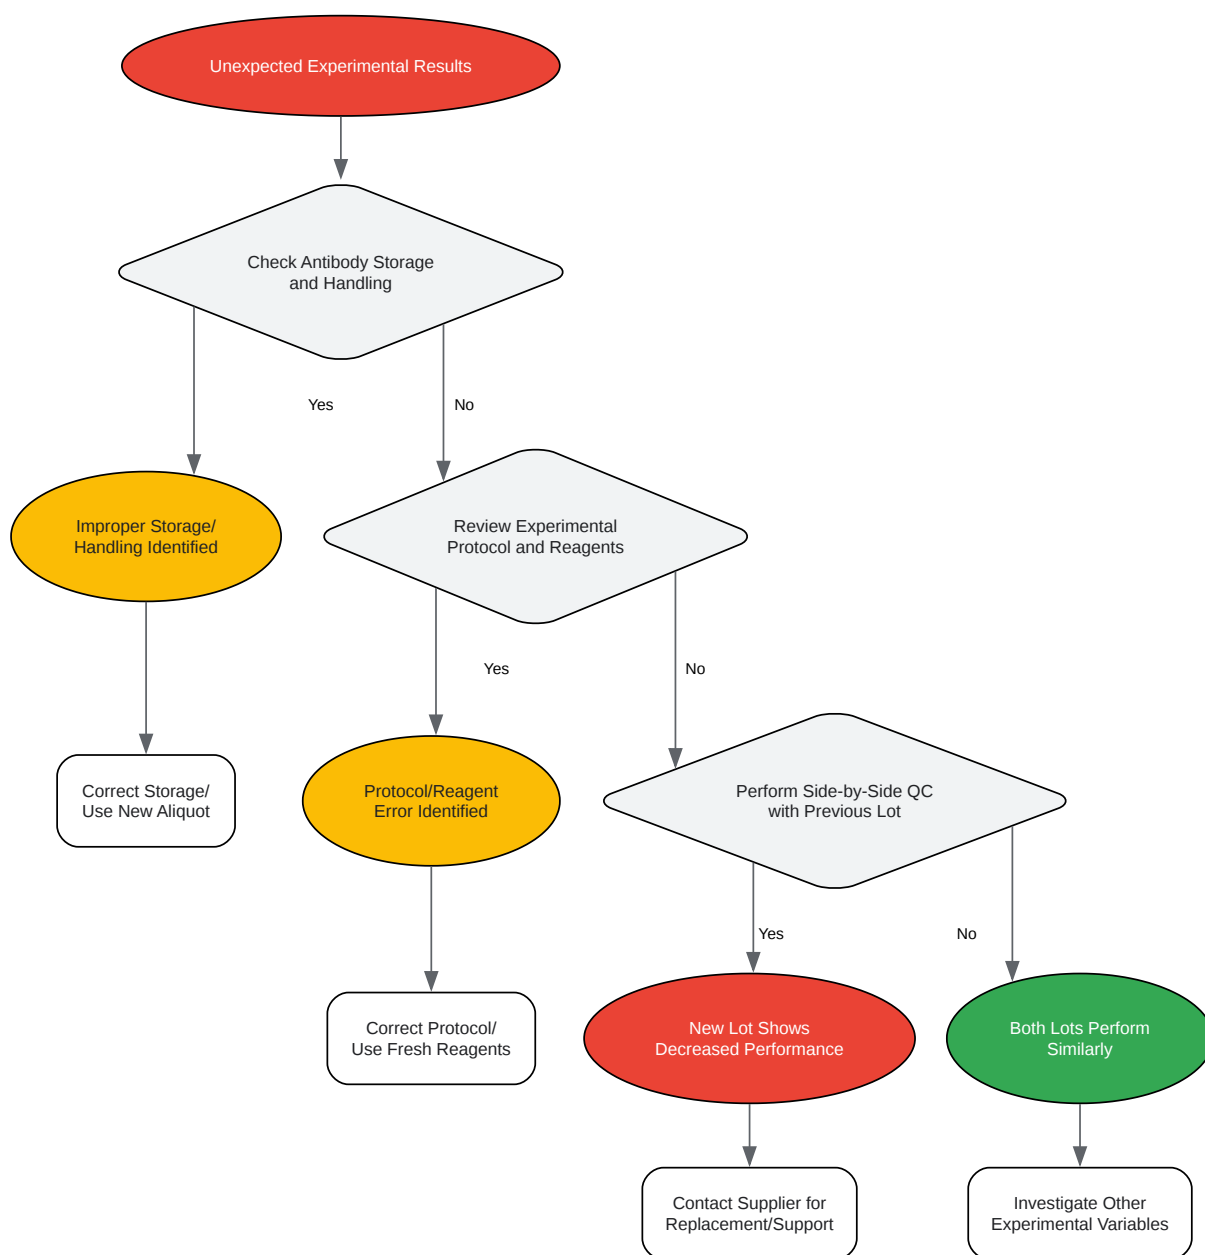 Unexpected Experimental Results
Check Antibody Storage
and Handling
Yes
No
Improper Storage/
Handling Identified
Review Experimental
Protocol and Reagents
Yes
No
Correct Storage/
Use New Aliquot
Protocol/Reagent
Error Identified
Perform Side-by-Side QC
with Previous Lot
Yes
No
Correct Protocol/
Use Fresh Reagents
New Lot Shows
Decreased Performance
Both Lots Perform
Similarly
Contact Supplier for
Replacement/Support
Investigate Other
Experimental Variables